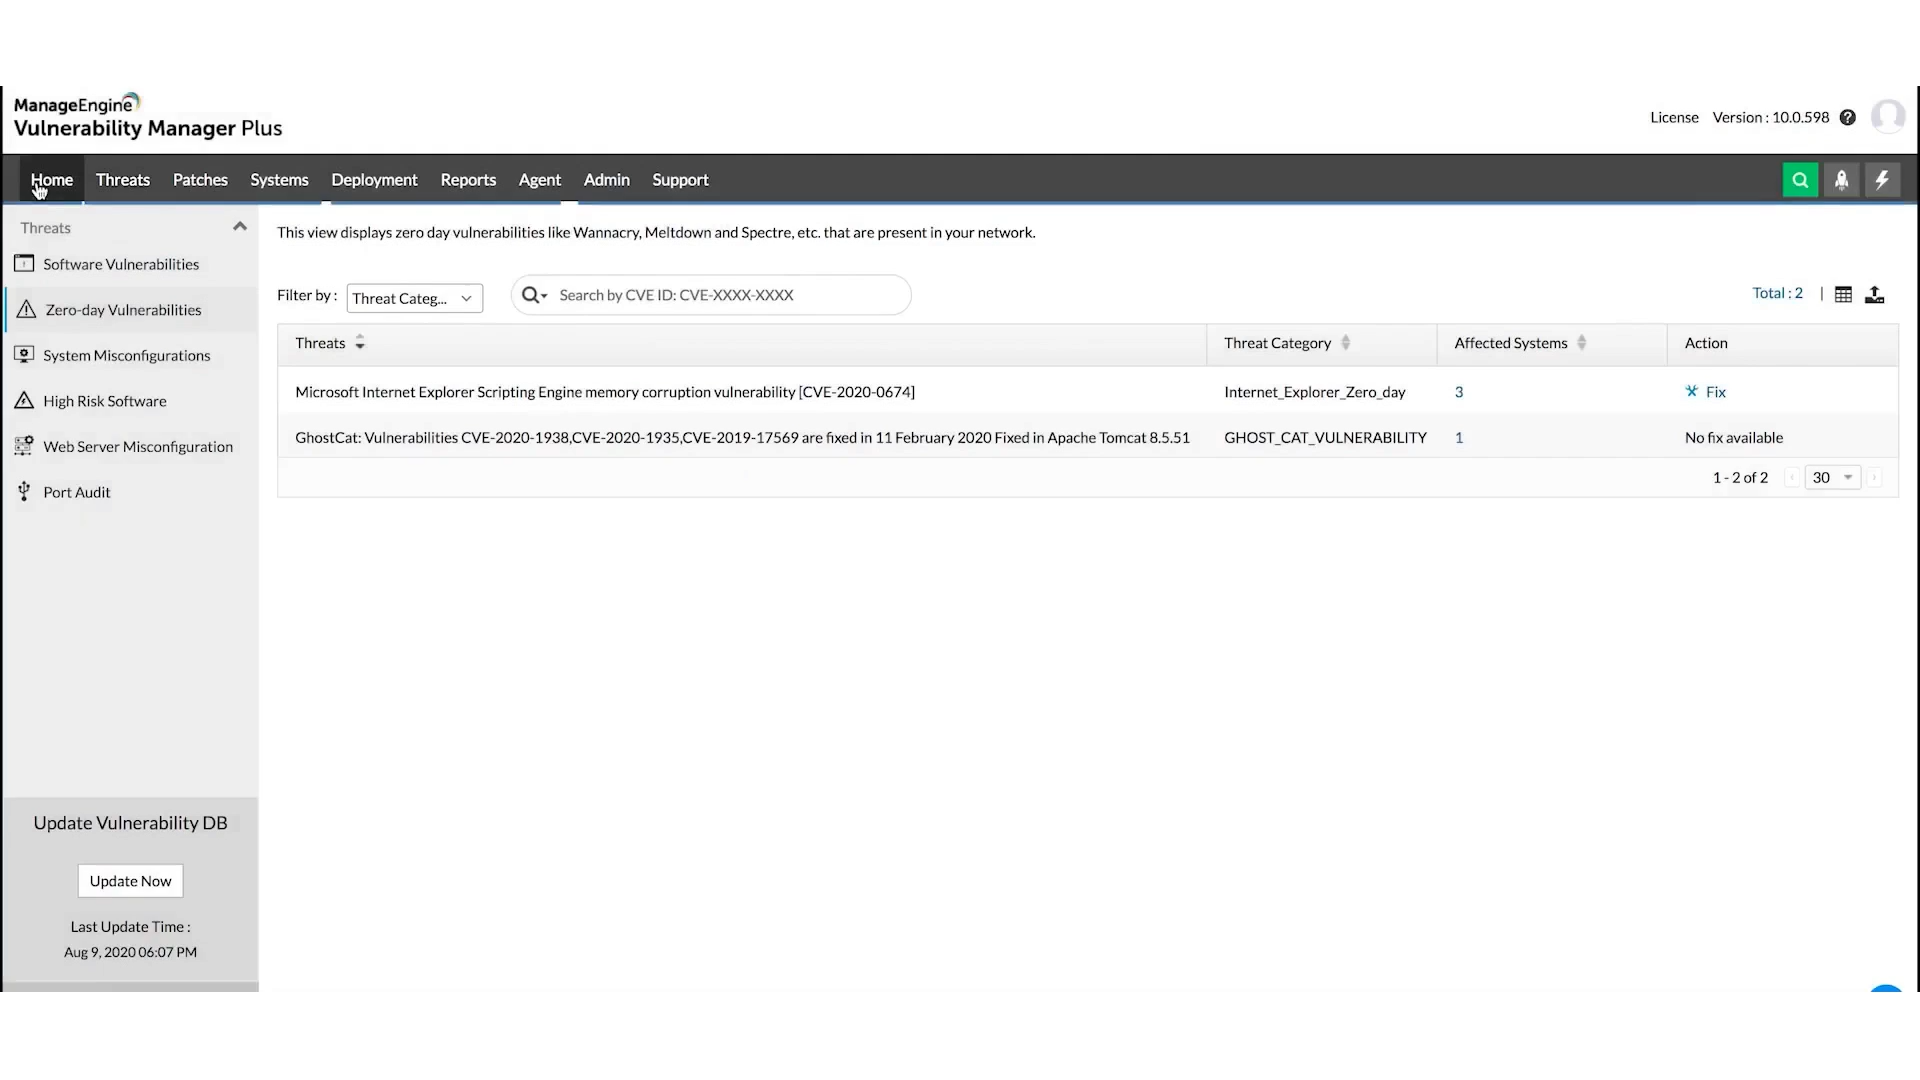 ManageEngine
Vulnerability Manager Plus
License Version : 10.0.598 ?
Home Threats Patches Systems Deployment Reports Agent Admin Support
Threats
Software Vulnerabilities
Zero-day Vulnerabilities
System Misconfigurations
High Risk Software
Web Server Misconfiguration
Port Audit
Update Vulnerability DB
Update Now
Last Update Time :
Aug 9, 2020 06:07 PM
This view displays zero day vulnerabilities like Wannacry, Meltdown and Spectre, etc. that are present in your network.
Filter by : Threat Categ... Search by CVE ID: CVE-XXXX-XXXX Total : 2 |
Threats Threat Category Affected Systems Action
Microsoft Internet Explorer Scripting Engine memory corruption vulnerability [CVE-2020-0674] Internet_Explorer_Zero_day 3 Fix
GhostCat: Vulnerabilities CVE-2020-1938,CVE-2020-1935,CVE-2019-17569 are fixed in 11 February 2020 Fixed in Apache Tomcat 8.5.51 GHOST_CAT_VULNERABILITY 1 No fix available
1 - 2 of 2 30